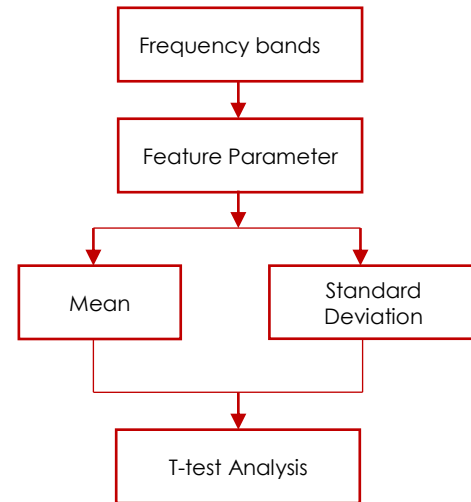 Frequency bands
Feature Parameter
Mean
Standard
Deviation
T-test Analysis